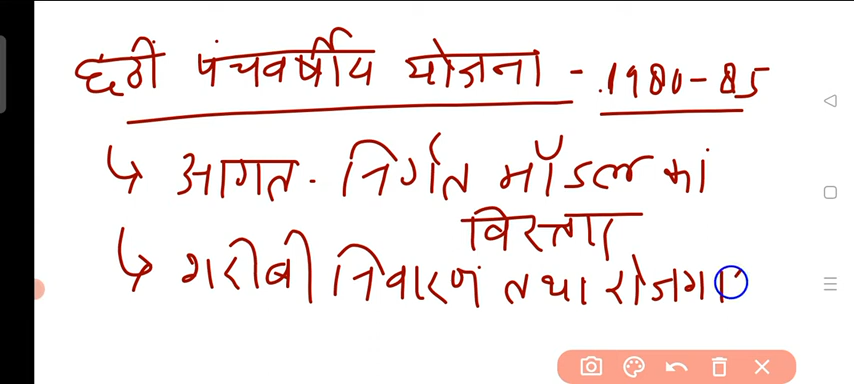 छठी पंचवर्षीय योजना - 1980-85
↳ आगत - निर्गत मॉडल का
विस्तार
↳ गरीबी निवारण तथा रोजगा